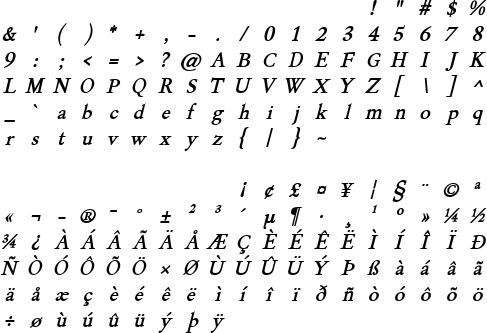 ! " # $ %
& ' ( ) * + , - . / 0 1 2 3 4 5 6 7 8
9 : ; < = > ? @ A B C D E F G H I J K
L M N O P Q R S T U V W X Y Z [ \ ] ^
_ ` a b c d e f g h i j k l m n o p q
r s t u v w x y z { | } ~
¡ ¢ £ ¤ ¥ ¦ § ¨ © ª
« ¬ - ® ¯ ° ± ² ³ ´ µ ¶ · ¸ ¹ º » ¼ ½
¾ ¿ À Á Â Ã Ä Å Æ Ç È É Ê Ë Ì Í Î Ï Ð
Ñ Ò Ó Ô Õ Ö × Ø Ù Ú Û Ü Ý Þ ß à á â ã
ä å æ ç è é ê ë ì í î ï ð ñ ò ó ô õ ö
÷ ø ù ú û ü ý þ ÿ